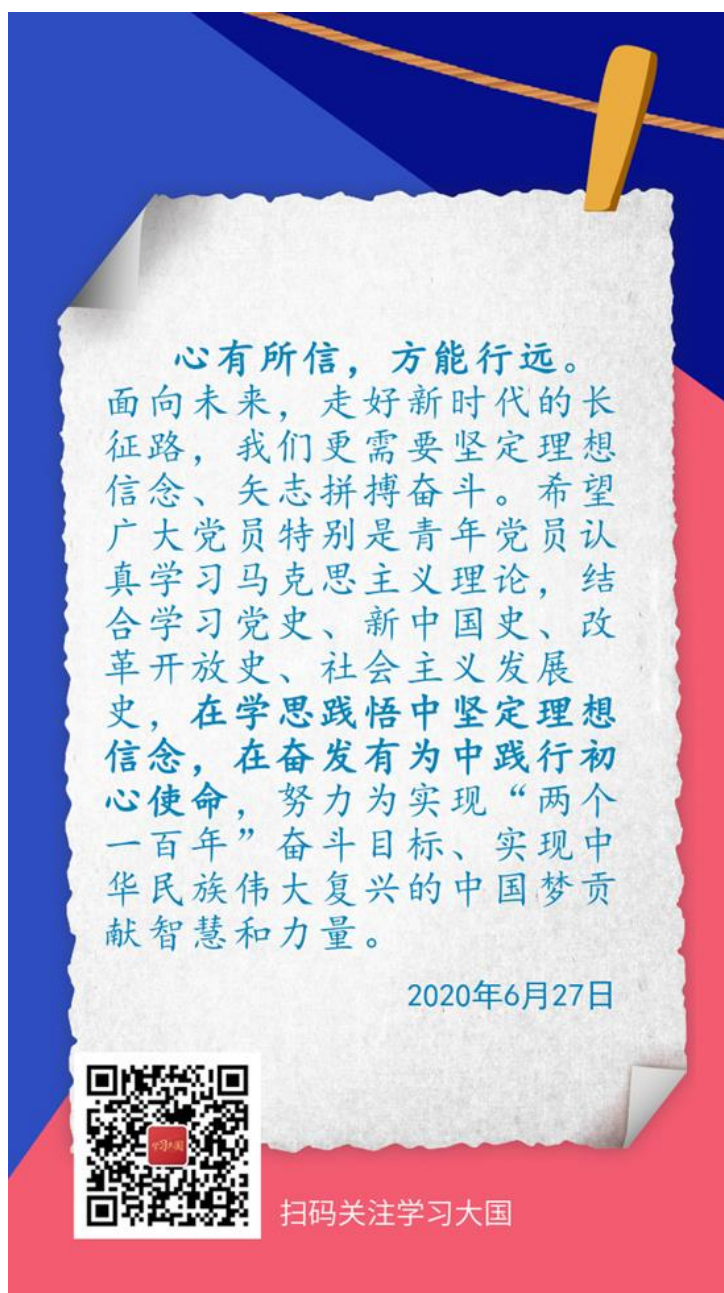 心有所信，方能行远。
面向未来，走好新时代的长
征路，我们更需要坚定理想
信念、矢志拼搏奋斗。希望
广大党员特别是青年党员认
真学习马克思主义理论，结
合学习党史、新中国史、改
革开放史、社会主义发展
史，在学思践悟中坚定理想
信念，在奋发有为中践行初
心使命，努力为实现“两个
一百年”奋斗目标、实现中
华民族伟大复兴的中国梦贡
献智慧和力量。
2020年6月27日
学习大国
扫码关注学习大国